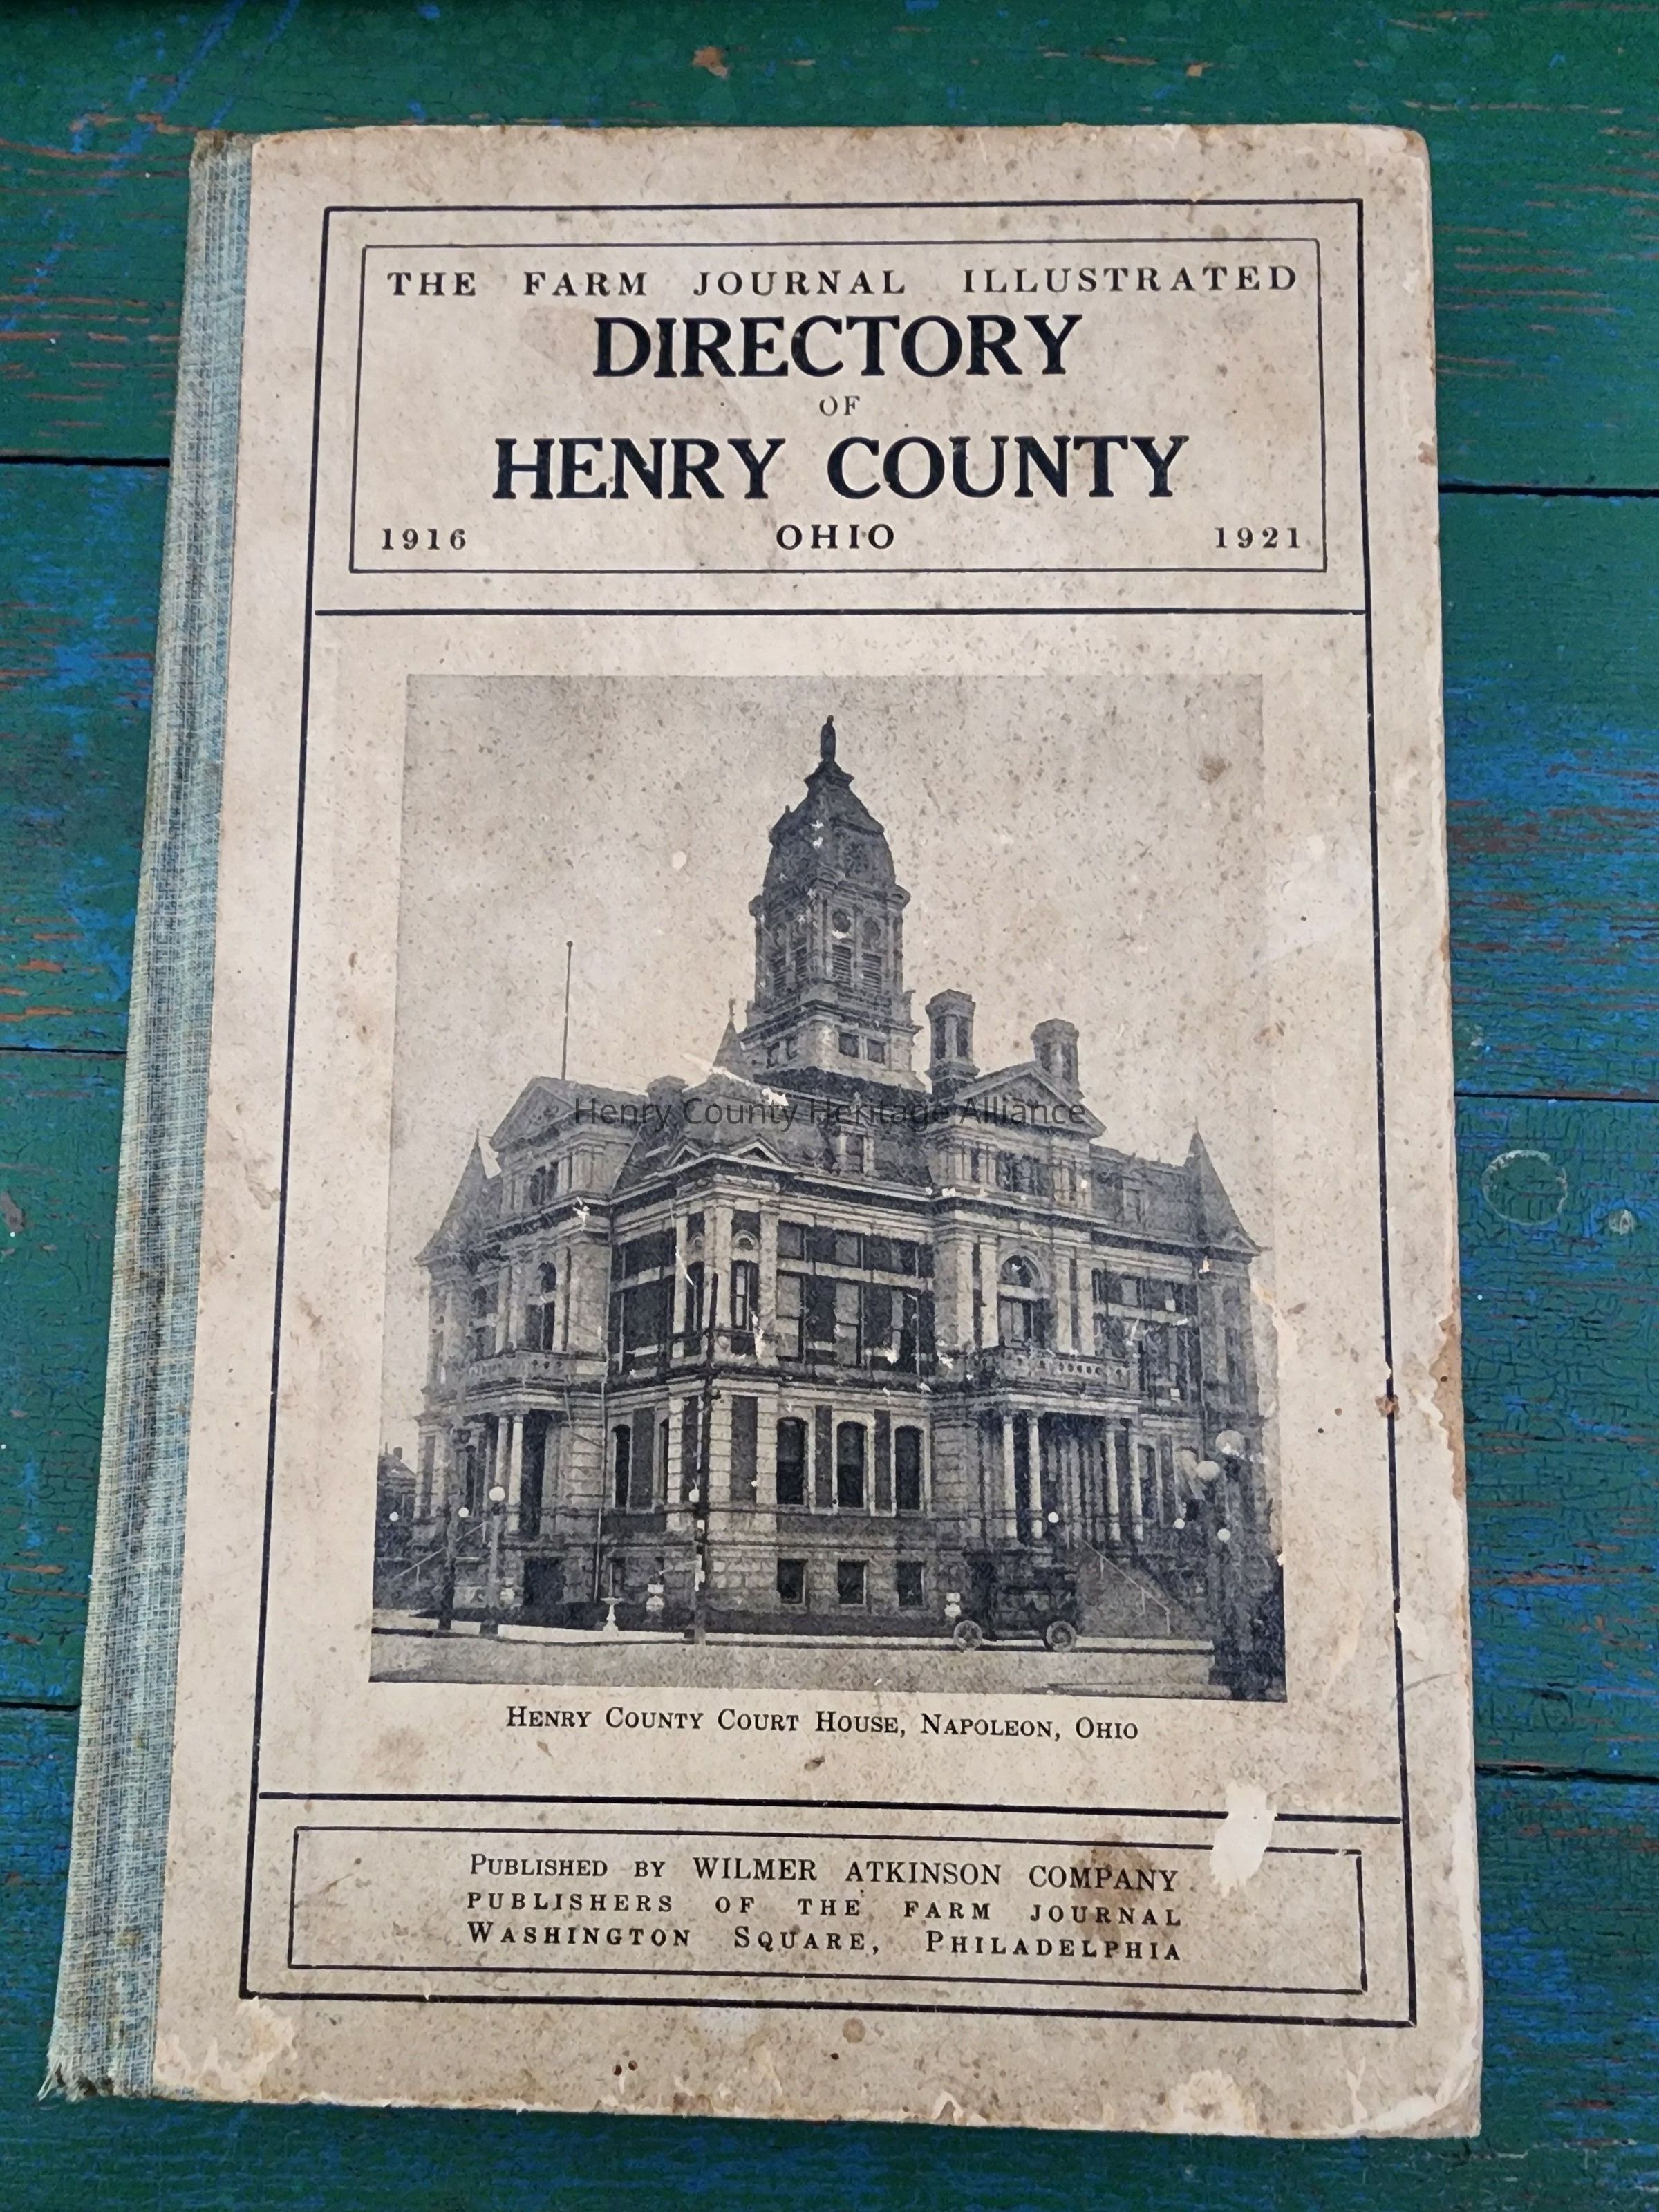 THE FARM JOURNAL ILLUSTRATED
DIRECTORY
OF
HENRY COUNTY
1916 OHIO 1921
Henry County Heritage Alliance
HENRY COUNTY COURT HOUSE, NAPOLEON, OHIO
PUBLISHED BY WILMER ATKINSON COMPANY
PUBLISHERS OF THE FARM JOURNAL
WASHINGTON SQUARE, PHILADELPHIA